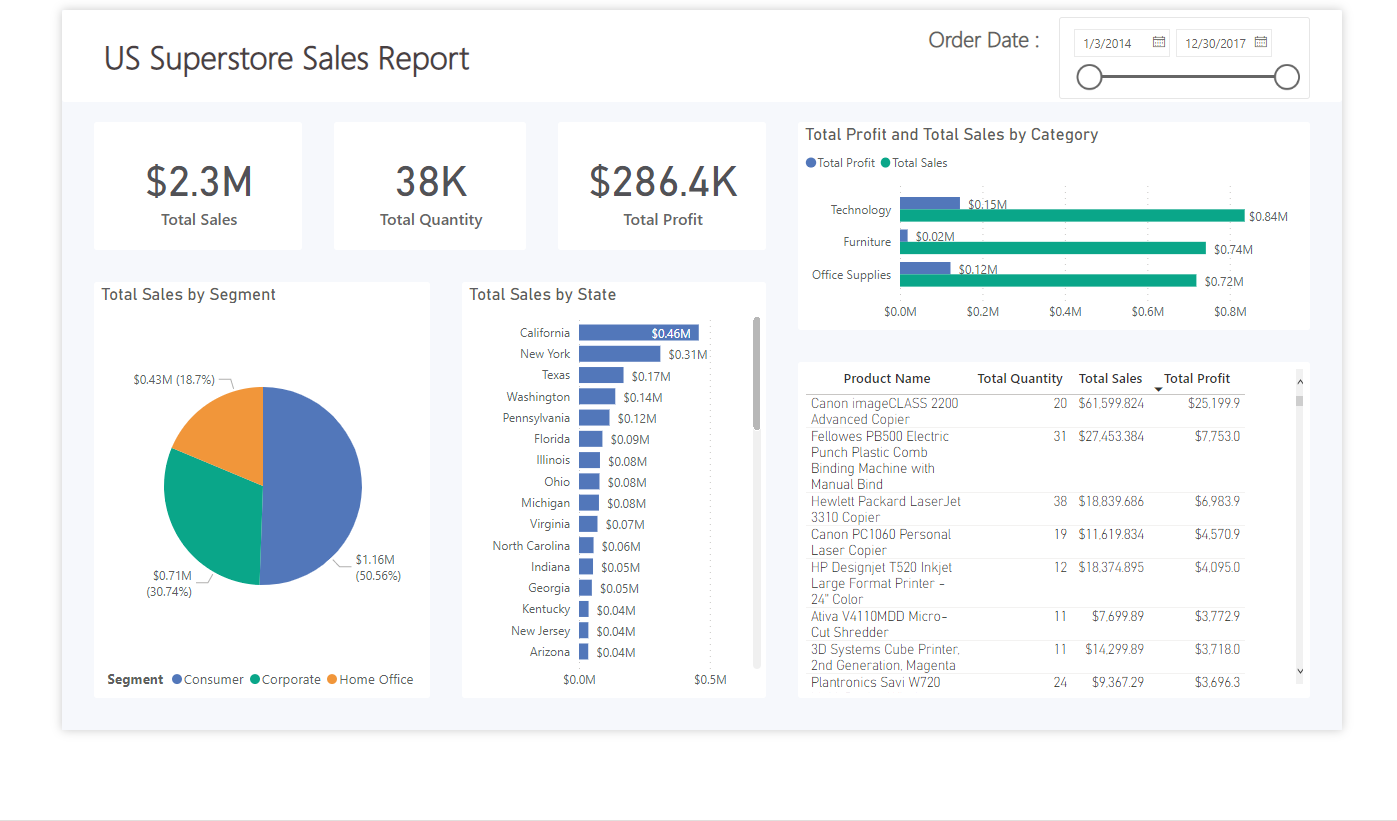 US Superstore Sales Report
Order Date :
1/3/2014
12/30/2017
$2.3M
Total Sales
38K
Total Quantity
$286.4K
Total Profit
Total Profit and Total Sales by Category
Total Profit Total Sales
Technology
$0.15M
$0.84M
Furniture
$0.02M
$0.74M
Office Supplies
$0.12M
$0.72M
$0.0M $0.2M $0.4M $0.6M $0.8M
Total Sales by Segment
$0.43M (18.7%)
$1.16M
(50.56%)
$0.71M
(30.74%)
Segment Consumer Corporate Home Office
Total Sales by State
California $0.46M
New York $0.31M
Texas $0.17M
Washington $0.14M
Pennsylvania $0.12M
Florida $0.09M
Illinois $0.08M
Ohio $0.08M
Michigan $0.08M
Virginia $0.07M
North Carolina $0.06M
Indiana $0.05M
Georgia $0.05M
Kentucky $0.04M
New Jersey $0.04M
Arizona $0.04M
$0.0M $0.5M
Product Name Total Quantity Total Sales Total Profit
Canon imageCLASS 2200 20 $61,599.824 $25,199.9
Advanced Copier
Fellowes PB500 Electric 31 $27,453.384 $7,753.0
Punch Plastic Comb
Binding Machine with
Manual Bind
Hewlett Packard LaserJet 38 $18,839.686 $6,983.9
3310 Copier
Canon PC1060 Personal 19 $11,619.834 $4,570.9
Laser Copier
HP Designjet T520 Inkjet 12 $18,374.895 $4,095.0
Large Format Printer -
24" Color
Ativa V4110MDD Micro- 11 $7,699.89 $3,772.9
Cut Shredder
3D Systems Cube Printer, 11 $14,299.89 $3,718.0
2nd Generation, Magenta
Plantronics Savi W720 24 $9,367.29 $3,696.3